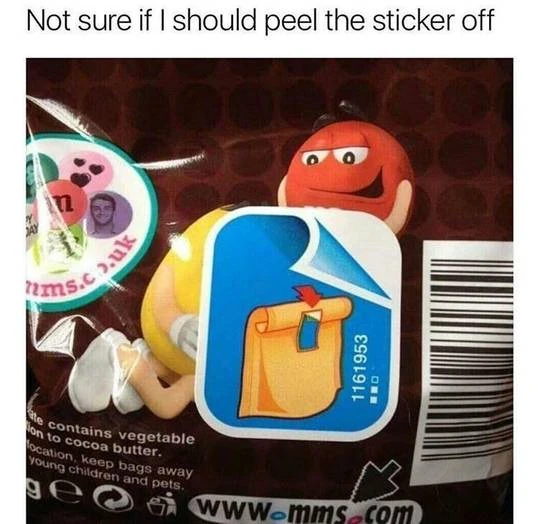 Not sure if I should peel the sticker off
m
mms.co.uk
1161953
contains vegetable
to cocoa butter.
keep bags away
young children and pets.
g e
www.mms.com